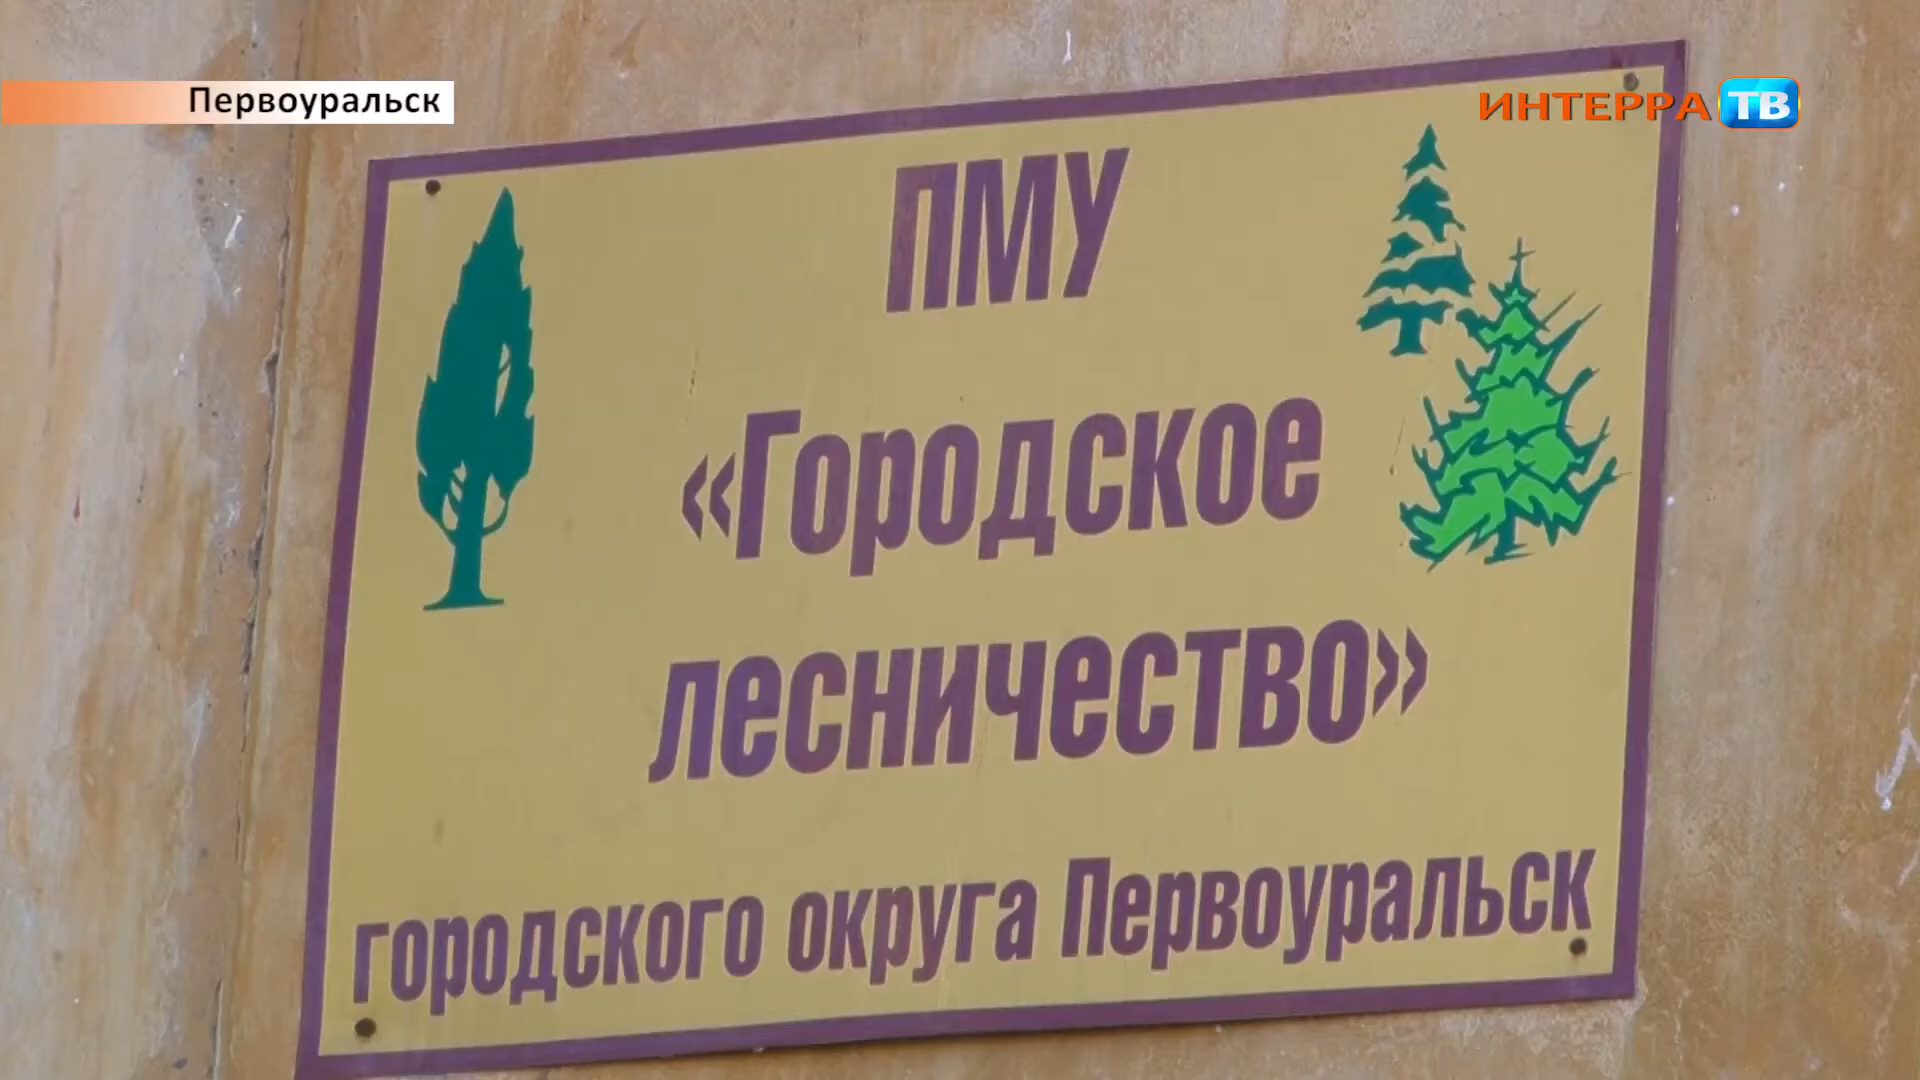 Первоуральск
ИНТЕРРА ТВ
ПМУ
«Городское
лесничество»
городского округа Первоуральск